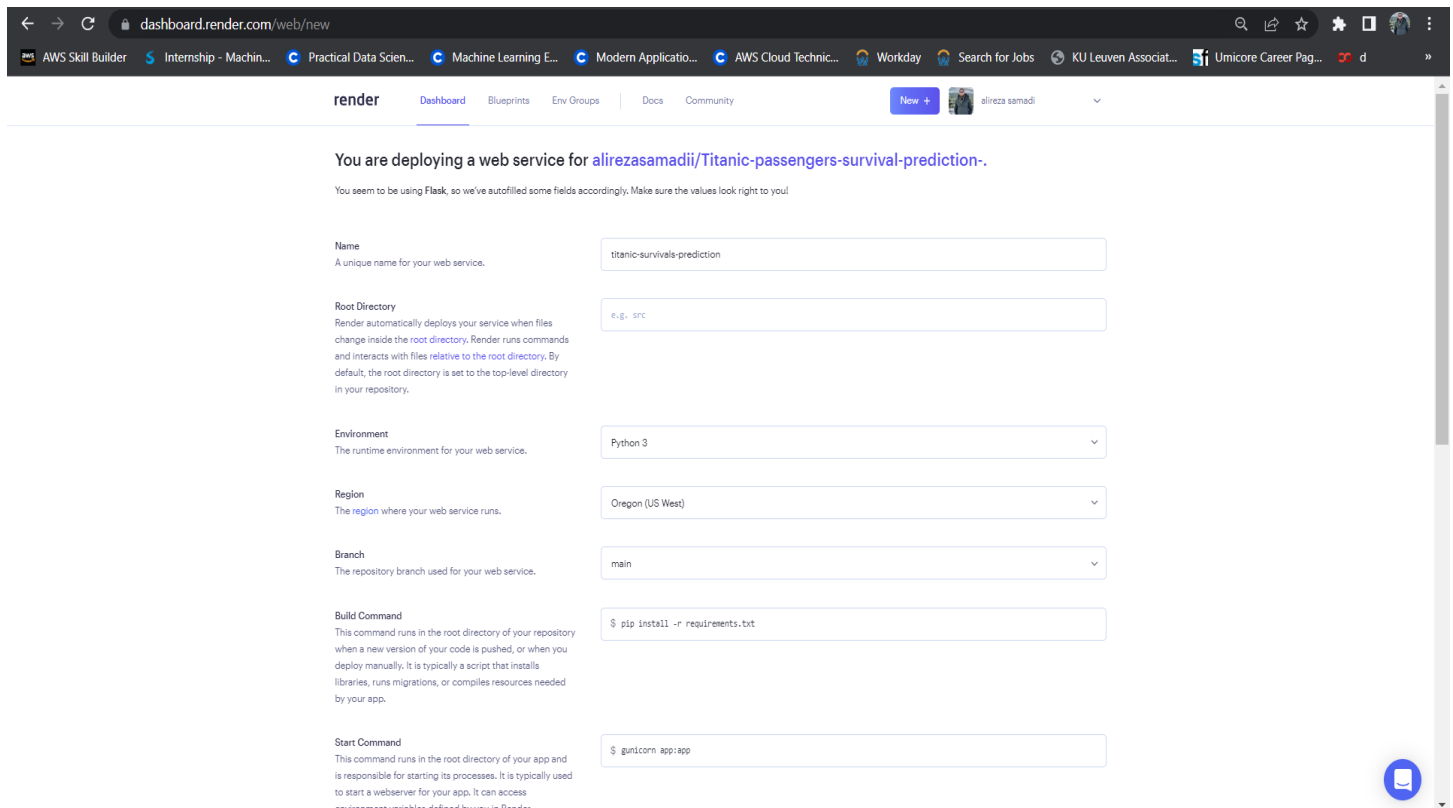 dashboard.render.com/web/new
AWS Skill Builder Internship - Machin... Practical Data Scien... Machine Learning E... Modern Applicatio... AWS Cloud Technic... Workday Search for Jobs KU Leuven Associat... Umicore Career Pag... d »
render Dashboard Blueprints Env Groups Docs Community New + alireza samadi
You are deploying a web service for alirezasamadii/Titanic-passengers-survival-prediction-.
You seem to be using Flask, so we've autofilled some fields accordingly. Make sure the values look right to you!
Name
A unique name for your web service.
titanic-survivals-prediction
Root Directory
Render automatically deploys your service when files
change inside the root directory. Render runs commands
and interacts with files relative to the root directory. By
default, the root directory is set to the top-level directory
in your repository.
e.g. src
Environment
The runtime environment for your web service.
Python 3
Region
The region where your web service runs.
Oregon (US West)
Branch
The repository branch used for your web service.
main
Build Command
This command runs in the root directory of your repository
when a new version of your code is pushed, or when you
deploy manually. It is typically a script that installs
libraries, runs migrations, or compiles resources needed
by your app.
$ pip install -r requirements.txt
Start Command
This command runs in the root directory of your app and
is responsible for starting its processes. It is typically used
to start a webserver for your app. It can access
environment variables defined by you in Render.
$ gunicorn app:app